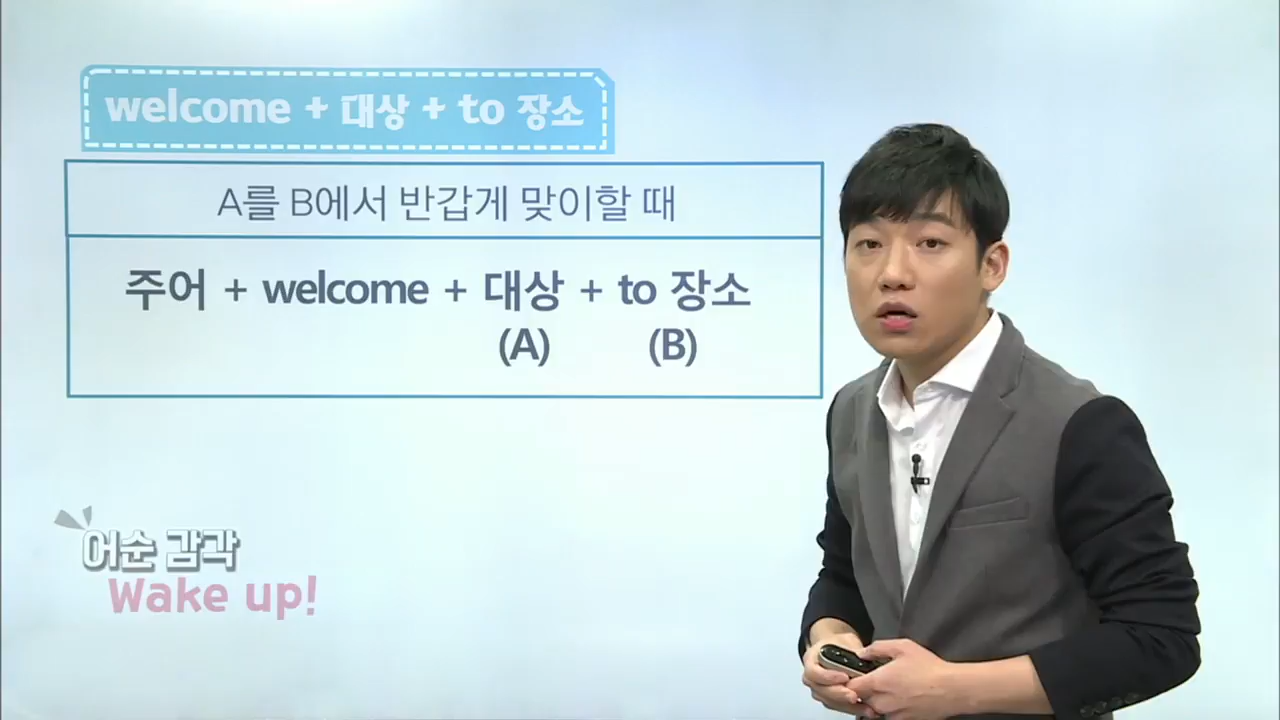 welcome + 대상 + to 장소
A를 B에서 반갑게 맞이할 때
주어 + welcome + 대상 + to 장소
(A) (B)
어순 감각
Wake up!